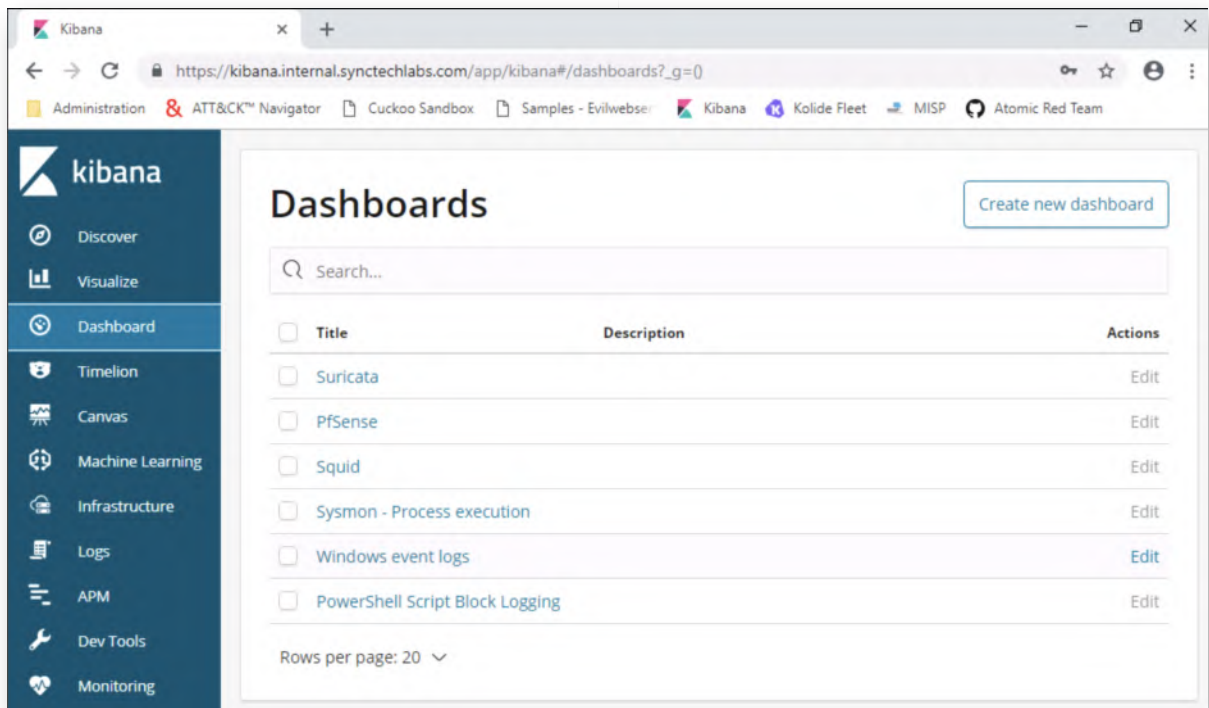 Kibana
https://kibana.internal.synctechlabs.com/app/kibana#/dashboards?_g=()
Administration ATT&CK™ Navigator Cuckoo Sandbox Samples - Evilwebser Kibana Kolide Fleet MISP Atomic Red Team
kibana
Discover
Visualize
Dashboard
Timelion
Canvas
Machine Learning
Infrastructure
Logs
APM
Dev Tools
Monitoring
Dashboards
Create new dashboard
Search...
Title Description Actions
Suricata Edit
PfSense Edit
Squid Edit
Sysmon - Process execution Edit
Windows event logs Edit
PowerShell Script Block Logging Edit
Rows per page: 20